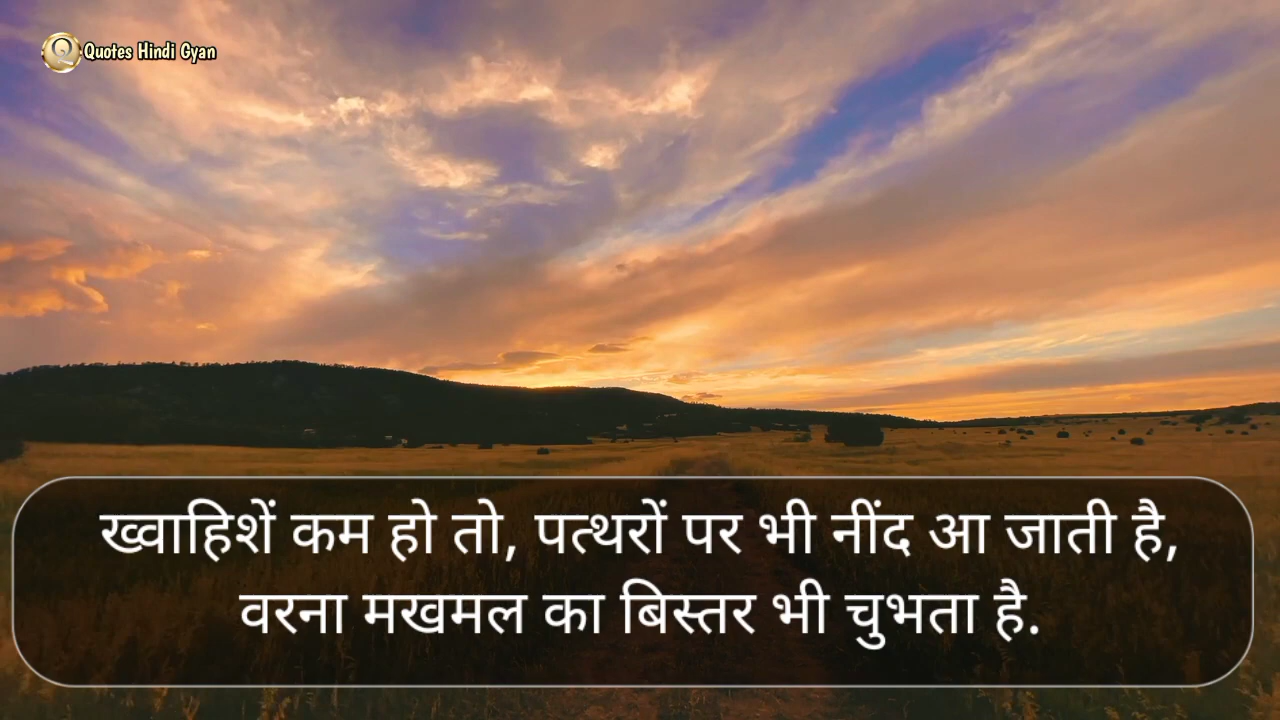 Quotes Hindi Gyan
ख्वाहिशें कम हो तो, पत्थरों पर भी नींद आ जाती है,
वरना मखमल का बिस्तर भी चुभता है.